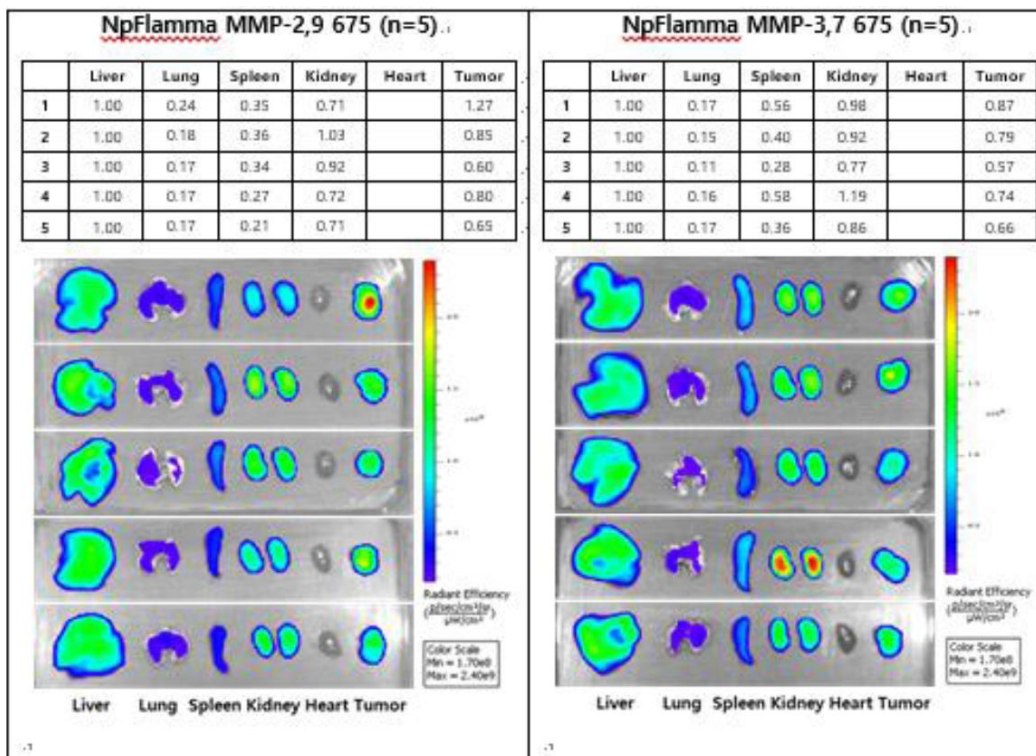 NpFlamma MMP-2,9 675 (n=5)
Liver Lung Spleen Kidney Heart Tumor
1 1.00 0.24 0.35 0.71 1.27
2 1.00 0.18 0.36 1.03 0.85
3 1.00 0.17 0.34 0.92 0.60
4 1.00 0.17 0.27 0.72 0.80
5 1.00 0.17 0.21 0.71 0.65
Radiant Efficiency
Color Scale
Min = 1.70e8
Max = 2.40e9
Liver Lung Spleen Kidney Heart Tumor
NpFlamma MMP-3,7 675 (n=5)
Liver Lung Spleen Kidney Heart Tumor
1 1.00 0.17 0.56 0.98 0.87
2 1.00 0.15 0.40 0.92 0.79
3 1.00 0.11 0.28 0.77 0.57
4 1.00 0.16 0.58 1.19 0.74
5 1.00 0.17 0.36 0.86 0.66
Radiant Efficiency
Color Scale
Min = 1.70e8
Max = 2.40e9
Liver Lung Spleen Kidney Heart Tumor